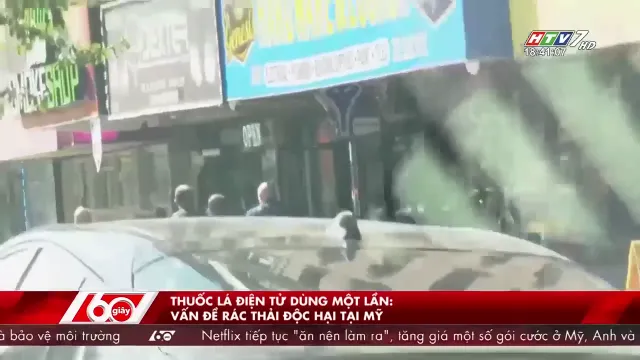 HTV7 HD
18:41:07
SHOP
OPEN
60 giây
THUỐC LÁ ĐIỆN TỬ DÙNG MỘT LẦN:
VẤN ĐỀ RÁC THẢI ĐỘC HẠI TẠI MỸ
à bảo vệ môi trường 60 Netflix tiếp tục "ăn nên làm ra", tăng giá một số gói cước ở Mỹ, Anh và